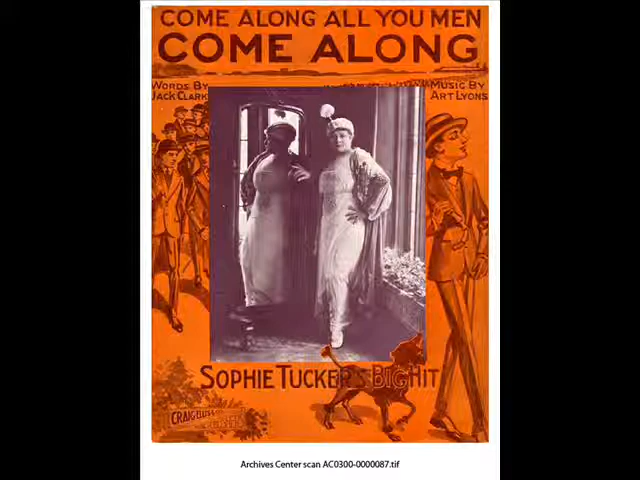 COME ALONG ALL YOU MEN
COME ALONG
WORDS BY
JACK CLARK
MUSIC BY
ART LYONS
SOPHIE TUCKER'S BIG HIT
CRAIG
Archives Center scan AC0300-0000087.tif